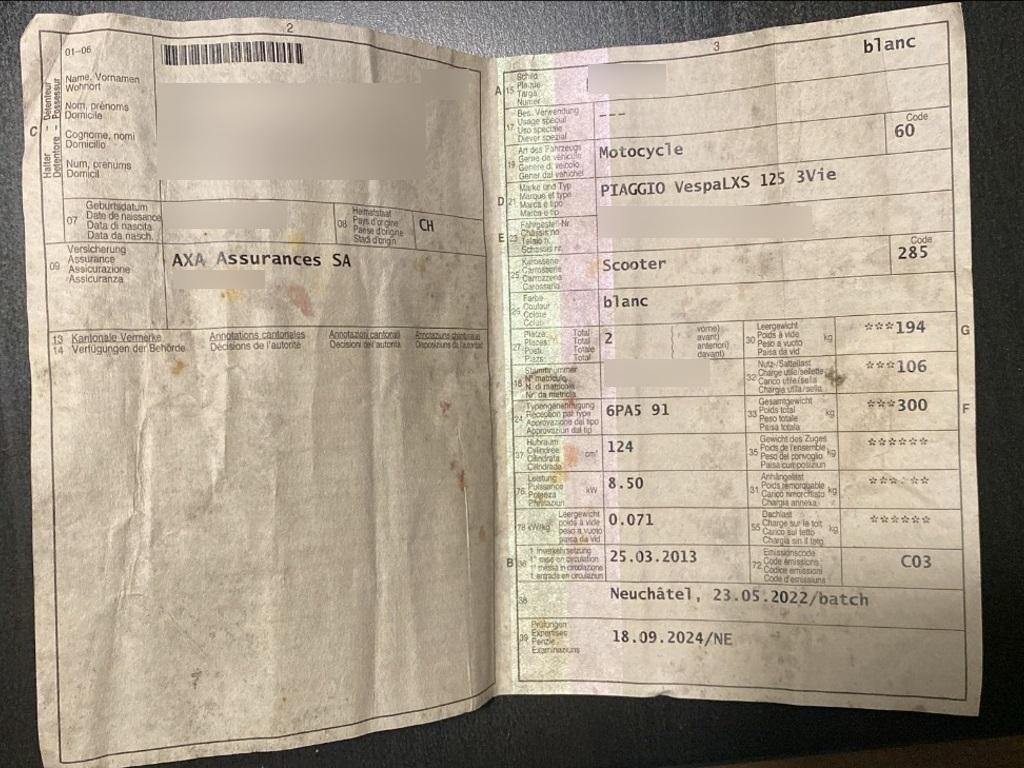 2
01-06
C
Halter Détenteur
Detentore Possessur
Name, Vornamen
Wohnort
Nom, prénoms
Domicile
Cognome, nomi
Domicilio
Num, prenums
Domicil
07
Geburtsdatum
Date de naissance
Data di nascita
Data da nasch.
08
Heimatstaat
Pays d'origine
Paese d'origine
Stadi d'origin
CH
09
Versicherung
Assurance
Assicurazione
Assicuranza
AXA Assurances SA
13 Kantonale Vermerke
14 Verfügungen der Behörde
Annotations cantonales
Décisions de l'autorité
Annotazioni cantonali
Decisioni dell'autorità
Annotaziuns chantunalas
Disposiziuns da l'autoritad
3
blanc
A 15
Schild
Plaque
Targa
Numer
17
Bes. Verwendung
Usage spécial
Uso speciale
Diever spezial
---
19
Art des Fahrzeugs
Genre de véhicule
Genere di veicolo
Gener dal vehichel
Motocycle
Code
60
D 21
Marke und Typ
Marque et type
Marca e tipo
Marca e tip
PIAGGIO VespaLXS 125 3Vie
E 23
Fahrgestell-Nr.
Châssis no
Telaio n.
Schassis nr.
25
Karosserie
Carrosserie
Carrozzeria
Carossaria
Scooter
Code
285
26
Farbe
Couleur
Colore
Colur
blanc
27
Plätze:
Places:
Posti:
Plazs:
Total
Total
Totale
Total
2
vorne)
avant)
anteriori)
davant)
30
Leergewicht
Poids à vide
Peso a vuoto
Paisa da vid
kg
☆☆☆194
G
18
Stammnummer
N° matricule
N. di matricola
Nr. da matricla
32
Nutz-/Sattellast
Charge utile/sellette
Carico utile/sella
Chargia utila/sella
☆☆☆106
24
Typengenehmigung
Réception par type
Approvazione del tipo
Approvaziun dal tip
6PA5 91
33
Gesamtgewicht
Poids total
Peso totale
Paisa totala
kg
☆☆☆300
F
37
Hubraum
Cylindrée
Cilindrata
Cilindrada
cm³
124
35
Gewicht des Zuges
Poids de l'ensemble
Peso del convoglio
Paisa cumposiziun
kg
☆☆☆☆☆☆
76
Leistung
Puissance
Potenza
Prestaziun
kW
8.50
31
Anhängelast
Poids remorquable
Carico rimorchiato
Chargia annexa
kg
☆☆☆☆☆☆
78 kW/kg
Leergewicht
poids à vide
peso a vuoto
paisa da vid
0.071
55
Dachlast
Charge sur le toit
Carico sul tetto
Chargia sin il tetg
kg
☆☆☆☆☆☆
B 36
1. Inverkehrsetzung
1re mise en circulation
1a messa in circolazione
1. entrada en circulaziun
25.03.2013
72
Emissionscode
Code émissions
Codice emissioni
Code d'emissiuns
C03
38
Neuchâtel, 23.05.2022/batch
39
Prüfungen
Expertises
Perizie
Examinaziuns
18.09.2024/NE